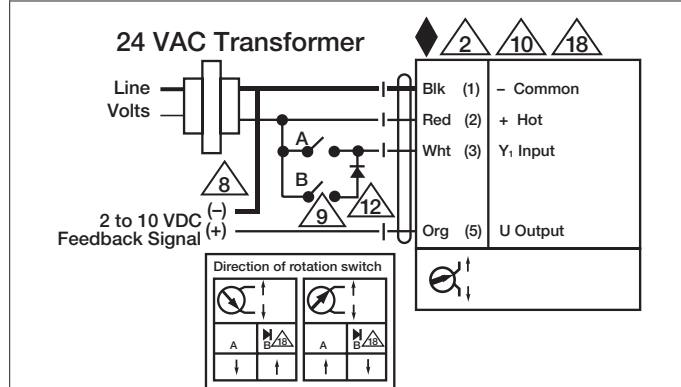 24 VAC Transformer
2 10 18
Line
Volts
Blk (1) – Common
Red (2) + Hot
Wht (3) Y₁ Input
A
B
8
9
12
2 to 10 VDC (–)
Feedback Signal (+)
Org (5) U Output
Direction of rotation switch
A B 18 A B 18